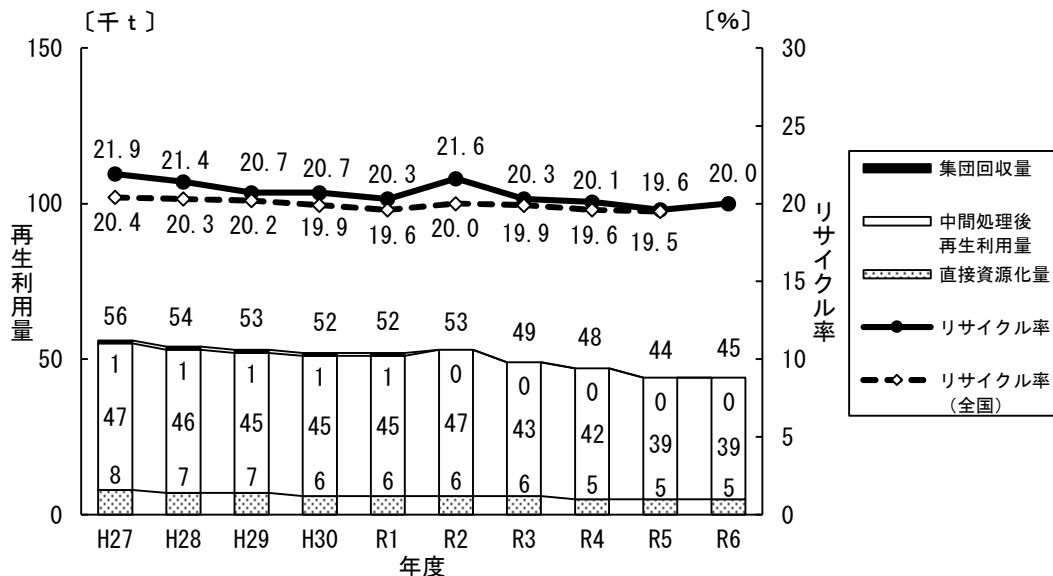 〔千ｔ〕 〔%〕
150 30
25
21.9 21.4 20.7 20.7 20.3 21.6 20.3 20.1 19.6 20.0
100 20
20.4 20.3 20.2 19.9 19.6 20.0 19.9 19.6 19.5
15
再生利用量
リサイクル率
56 54 53 52 52 53 49 48 44 45
50 10
1 1 1 1 1 0 0 0 0 0
47 46 45 45 45 47 43 42 39 39
5
8 7 7 6 6 6 6 5 5 5
0 0
H27 H28 H29 H30 R1 R2 R3 R4 R5 R6
年度
集団回収量
中間処理後
再生利用量
直接資源化量
リサイクル率
リサイクル率
（全国）